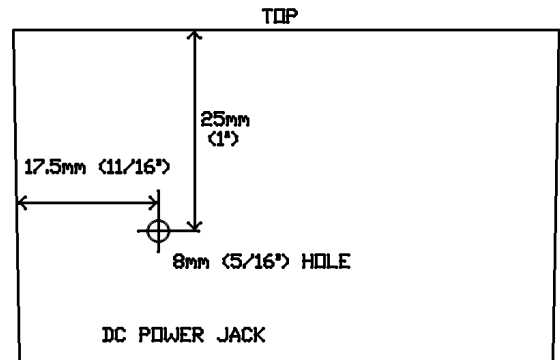 TOP
25mm
(1")
17.5mm (11/16")
8mm (5/16") HOLE
DC POWER JACK